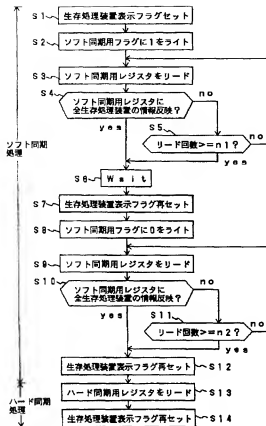 S1
生存処理装置表示フラグセット
S2
ソフト同期用フラグに1をライト
S3
ソフト同期用レジスタをリード
S4
no
ソフト同期用レジスタに
全生存処理装置の情報反映?
yes
S5
リード回数>=n1?
no
yes
ソフト同期
処理
S6
Wait
S7
生存処理装置表示フラグ再セット
S8
ソフト同期用フラグに0をライト
S9
ソフト同期用レジスタをリード
S10
no
ソフト同期用レジスタに
全生存処理装置の情報反映?
yes
S11
リード回数>=n2?
no
yes
生存処理装置表示フラグ再セット
S12
ハード同期用レジスタをリード
S13
ハード同期
処理
生存処理装置表示フラグ再セット
S14